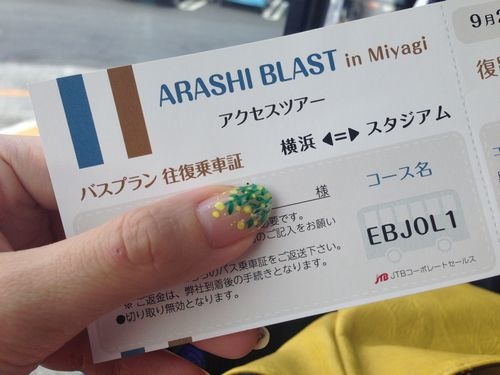 ARASHI BLAST in Miyagi
アクセスツアー
横浜 ◀=▶ スタジアム
バスプラン 往復乗車証
様
コース名
EBJ0L1
必要です。
のご記入をお願い
バス乗車証をご返送下さい。
※ ご返金は、弊社到着後の手続きとなります。
●切り取り無効となります。
JTB JTBコーポレートセールス
9月2
復